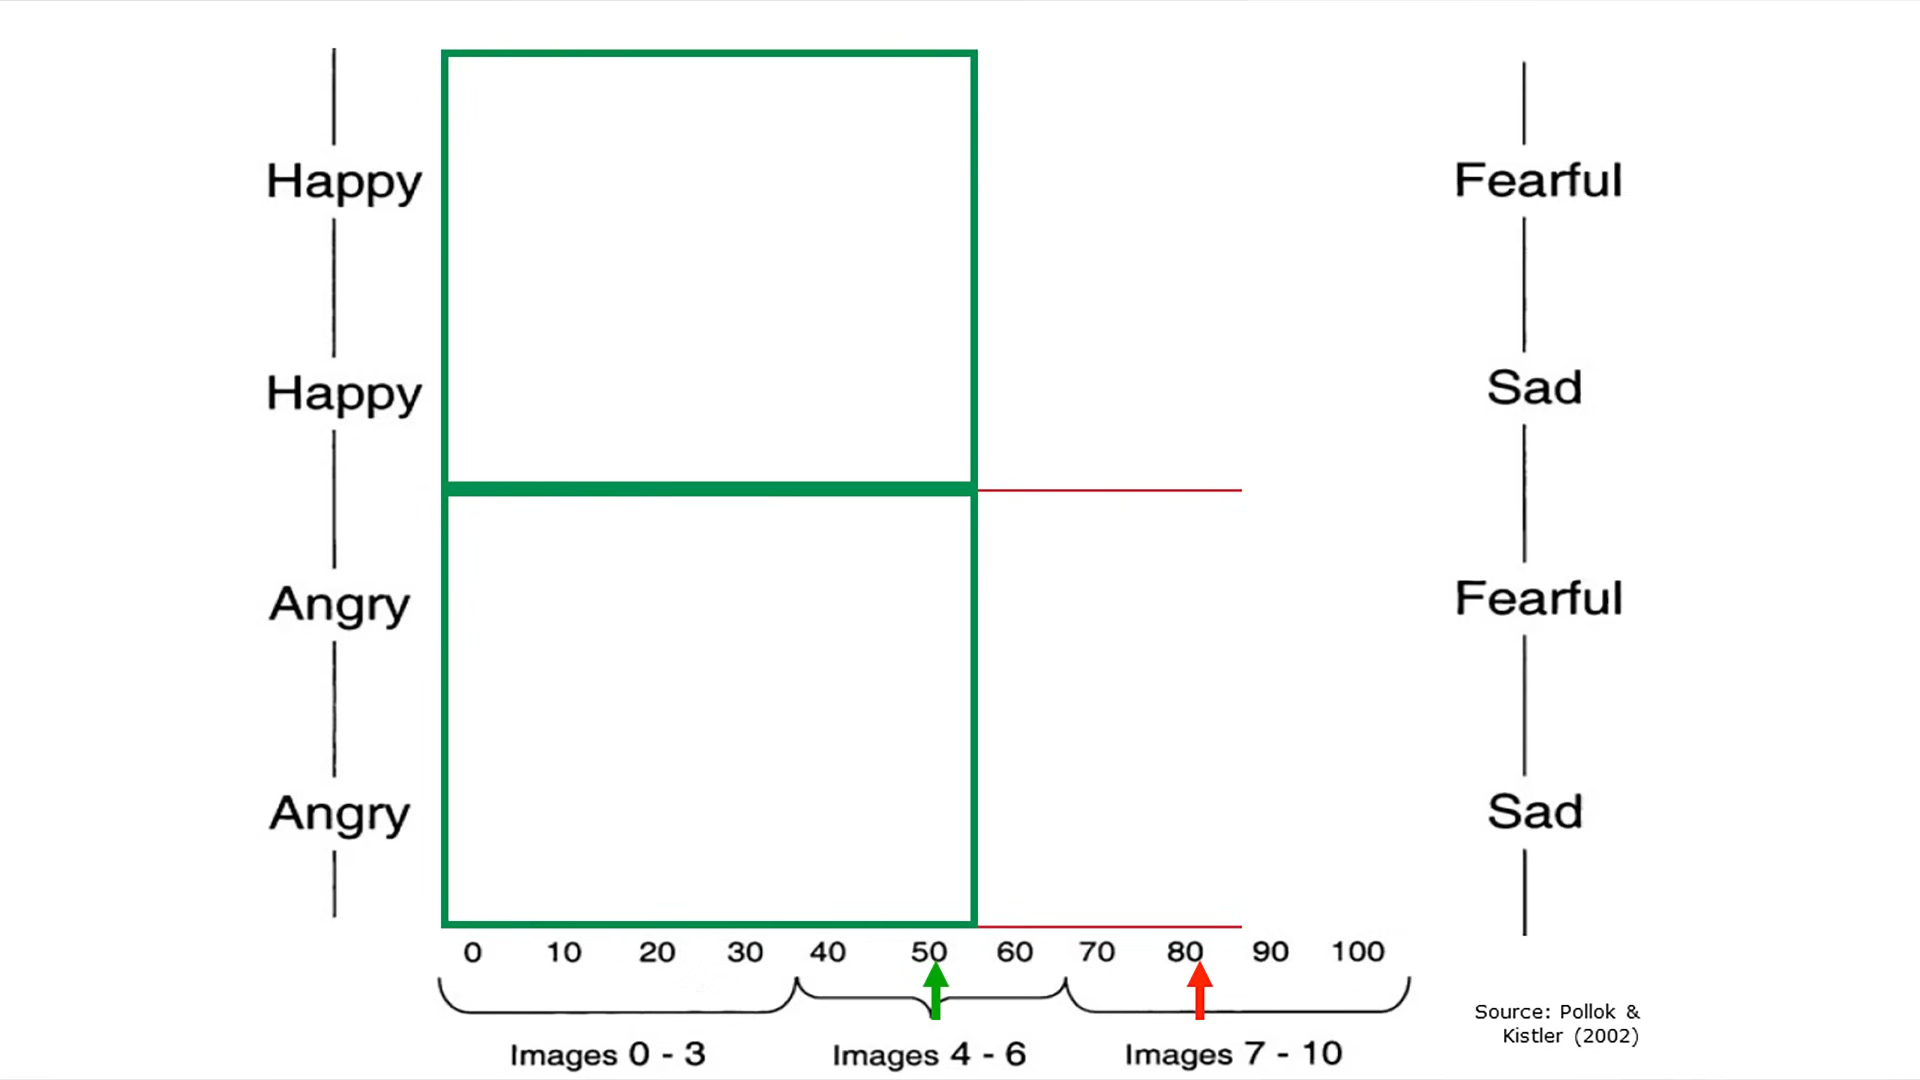 Happy
Fearful
Happy
Sad
Angry
Fearful
Angry
Sad
0 10 20 30 40 50 60 70 80 90 100
Images 0 - 3
Images 4 - 6
Images 7 - 10
Source: Pollok &
Kistler (2002)